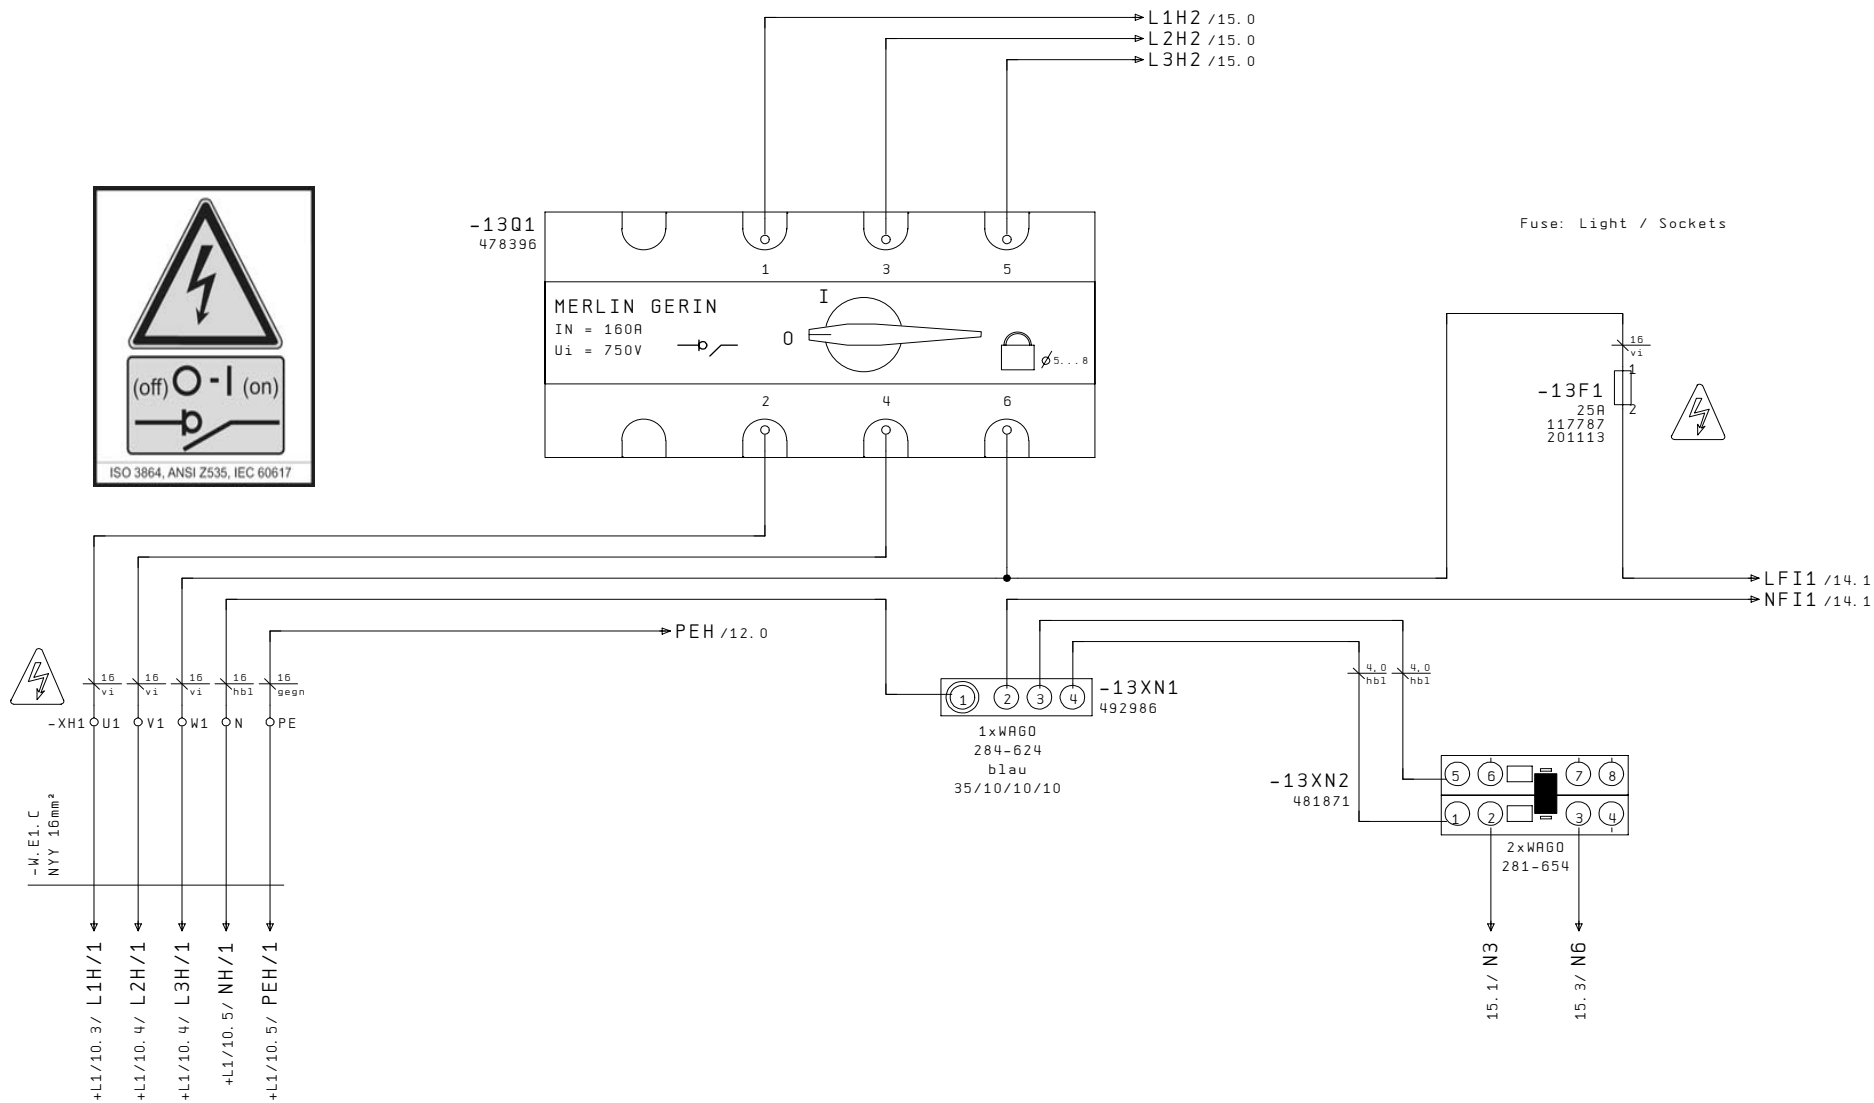 L1H2 /15.0
L2H2 /15.0
L3H2 /15.0
(off) O - I (on)
ISO 3864, ANSI Z535, IEC 60617
-13Q1
478396
1 3 5
MERLIN GERIN
IN = 160A
Ui = 750V
I
O
ø5...8
2 4 6
Fuse: Light / Sockets
16
vi
1
-13F1
25A
2
117787
201113
LFI1 /14.1
NFI1 /14.1
PEH /12.0
16 16 16 16 16
vi vi vi hbl gegn
-XH1 U1 V1 W1 N PE
4,0 4,0
hbl hbl
1 2 3 4
-13XN1
492986
1xWAGO
284-624
blau
35/10/10/10
-13XN2
481871
5 6 7 8
1 2 3 4
2xWAGO
281-654
-W.E1.C
NYY 16mm²
+L1/10.3/ L1H/1
+L1/10.4/ L2H/1
+L1/10.4/ L3H/1
+L1/10.5/ NH/1
+L1/10.5/ PEH/1
15.1/ N3
15.3/ N6